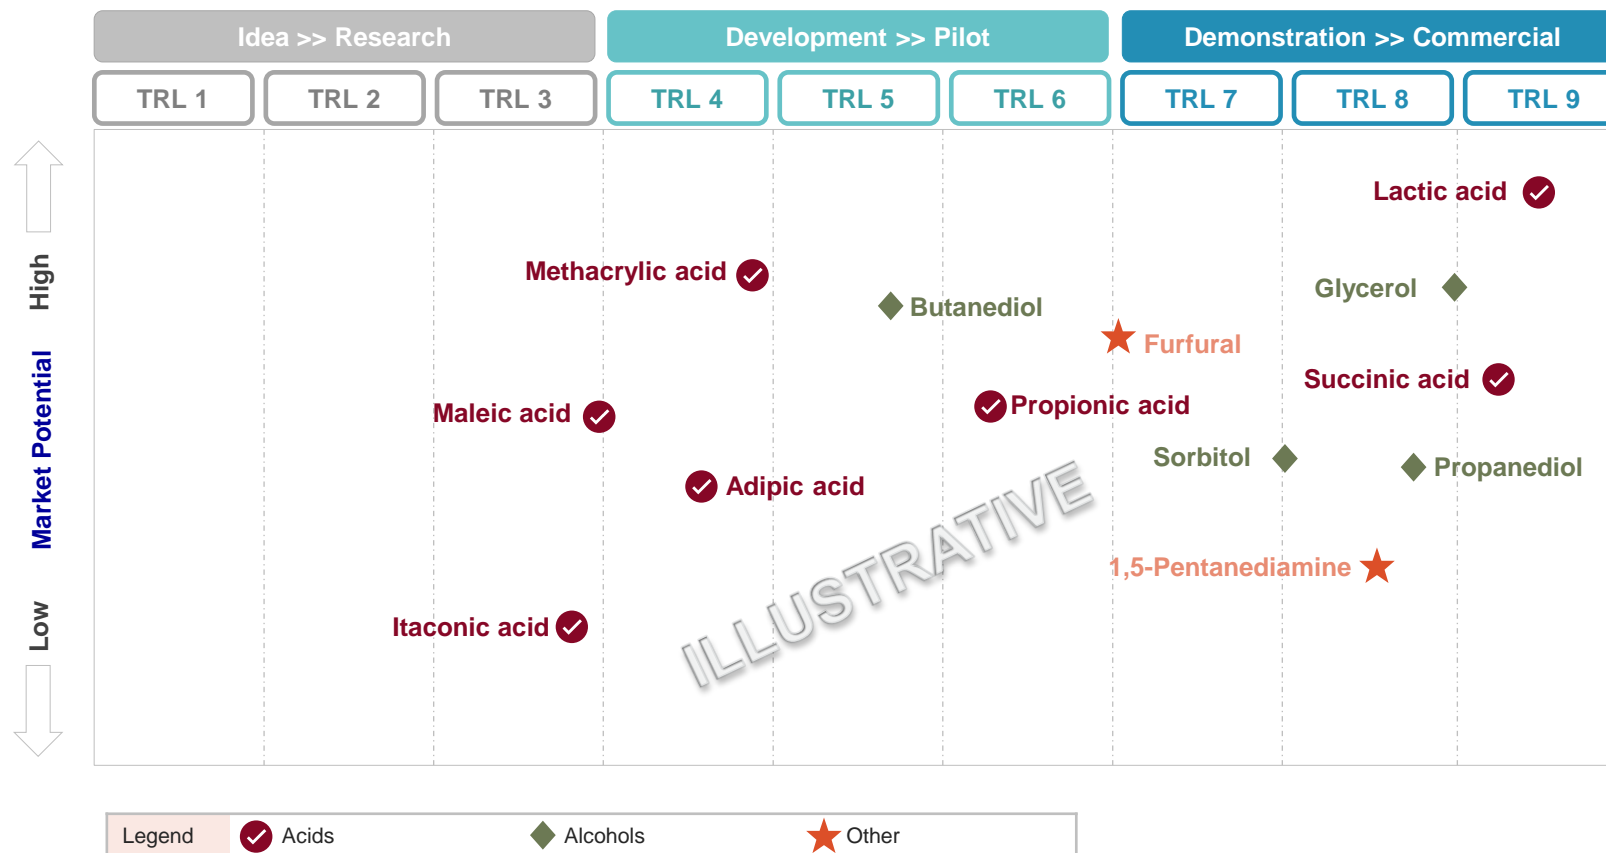 Idea >> Research
Development >> Pilot
Demonstration >> Commercial
TRL 1
TRL 2
TRL 3
TRL 4
TRL 5
TRL 6
TRL 7
TRL 8
TRL 9
High
Market Potential
Low
Lactic acid
Methacrylic acid
Glycerol
Butanediol
Furfural
Succinic acid
Propionic acid
Maleic acid
Sorbitol
Propanediol
Adipic acid
1,5-Pentanediamine
Itaconic acid
ILLUSTRATIVE
Legend
Acids
Alcohols
Other